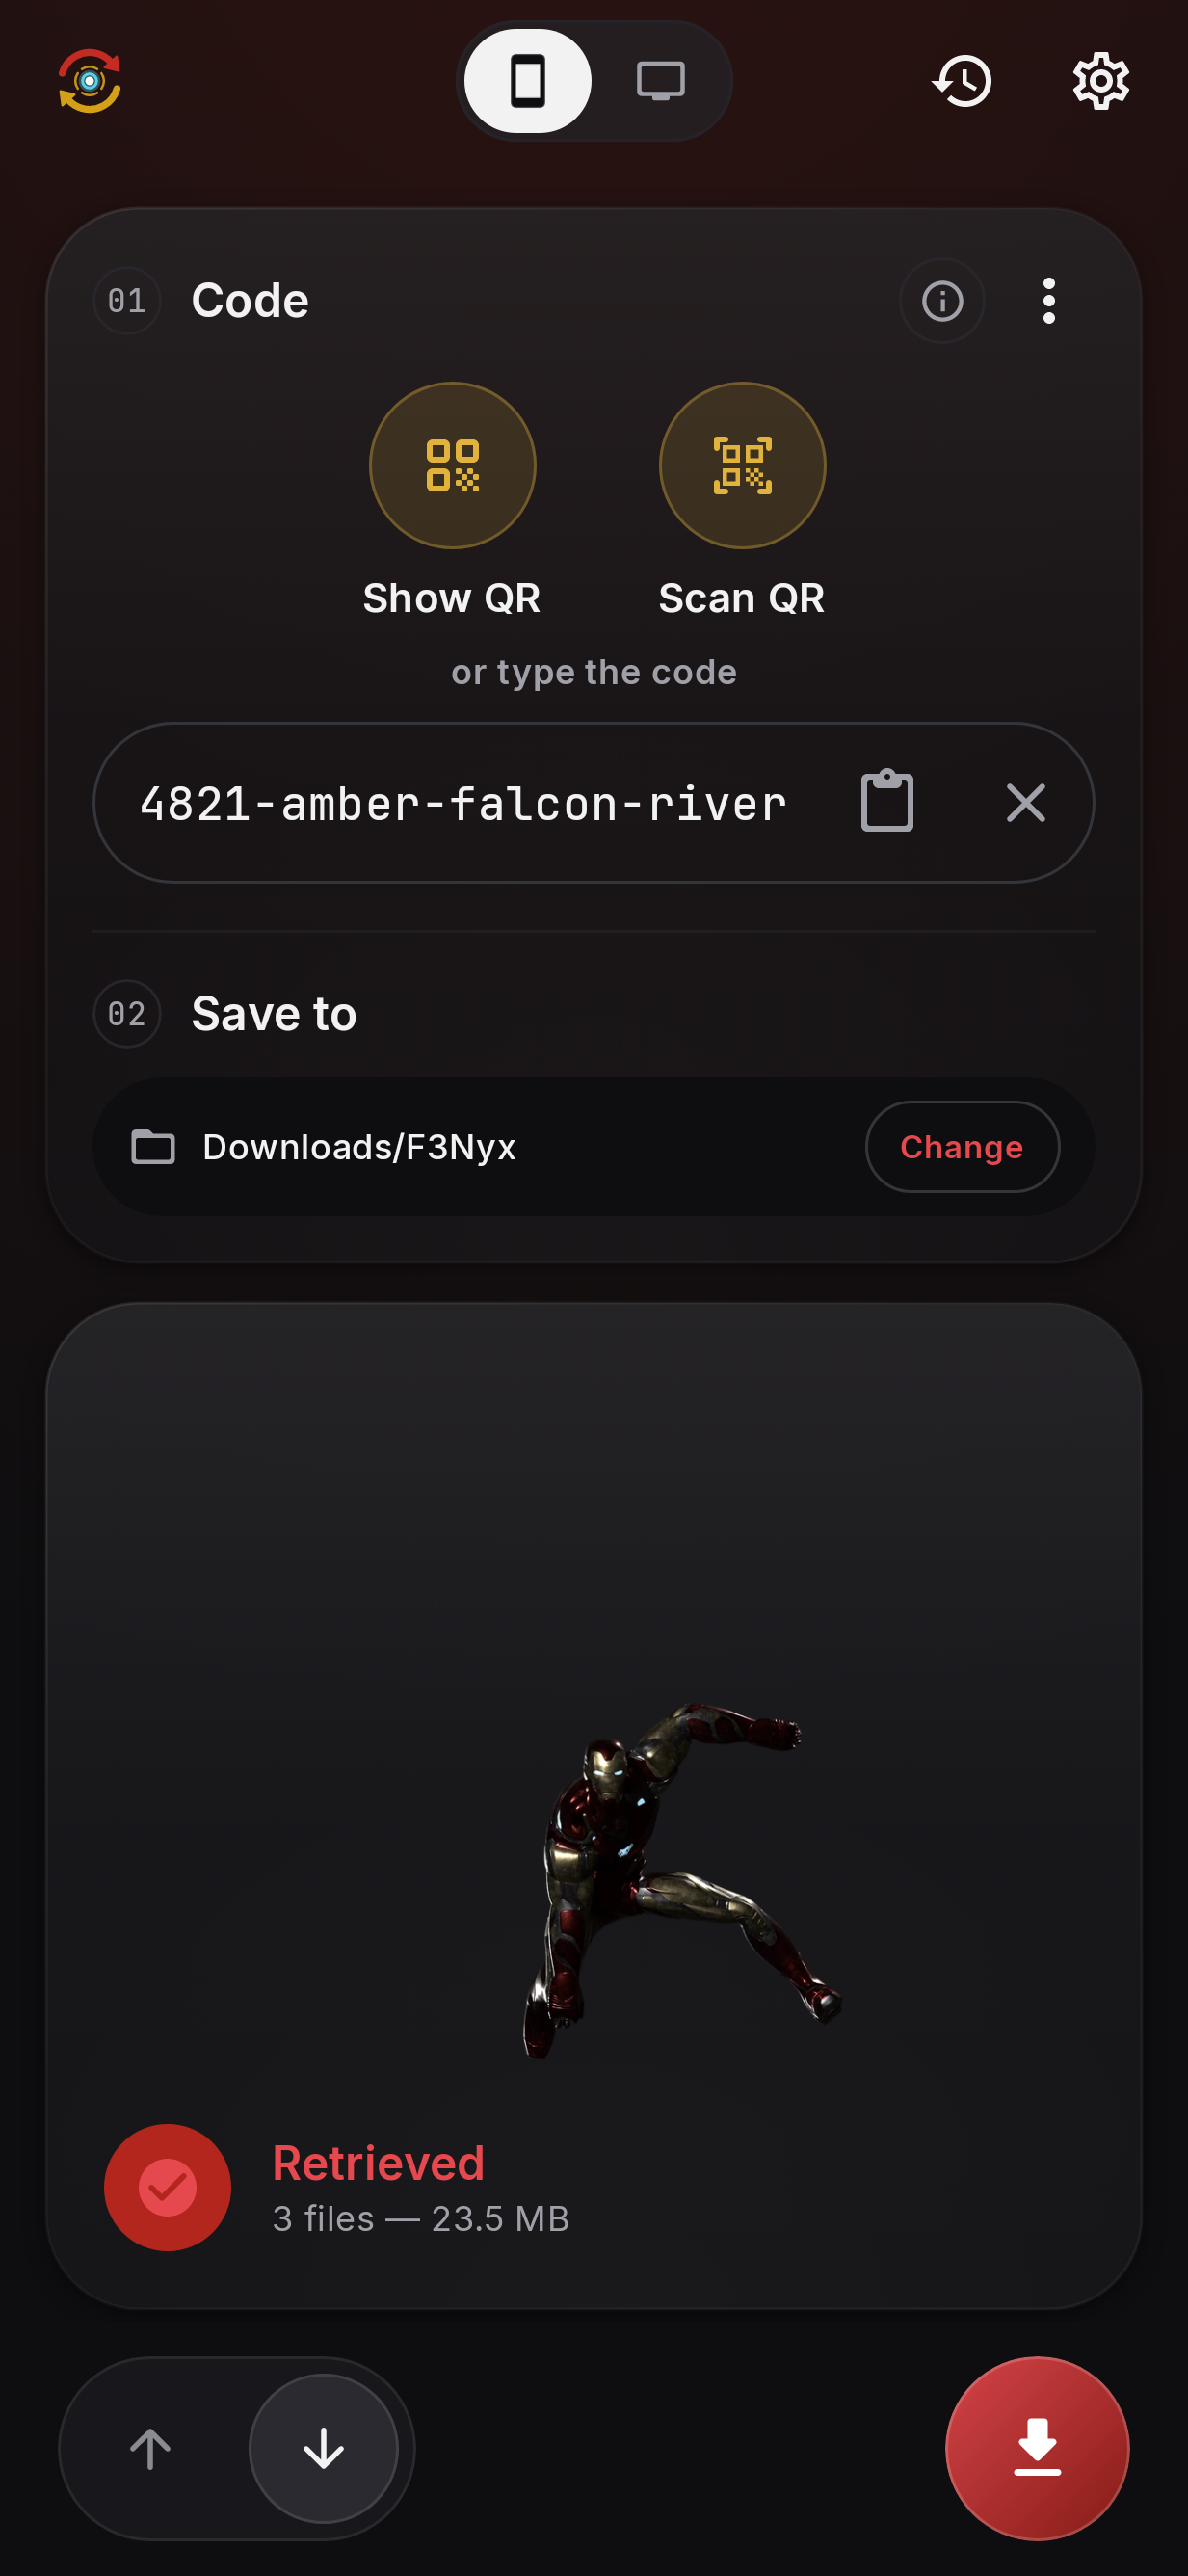 01 Code
Show QR Scan QR
or type the code
4821-amber-falcon-river
02 Save to
Downloads/F3Nyx Change
Retrieved
3 files — 23.5 MB